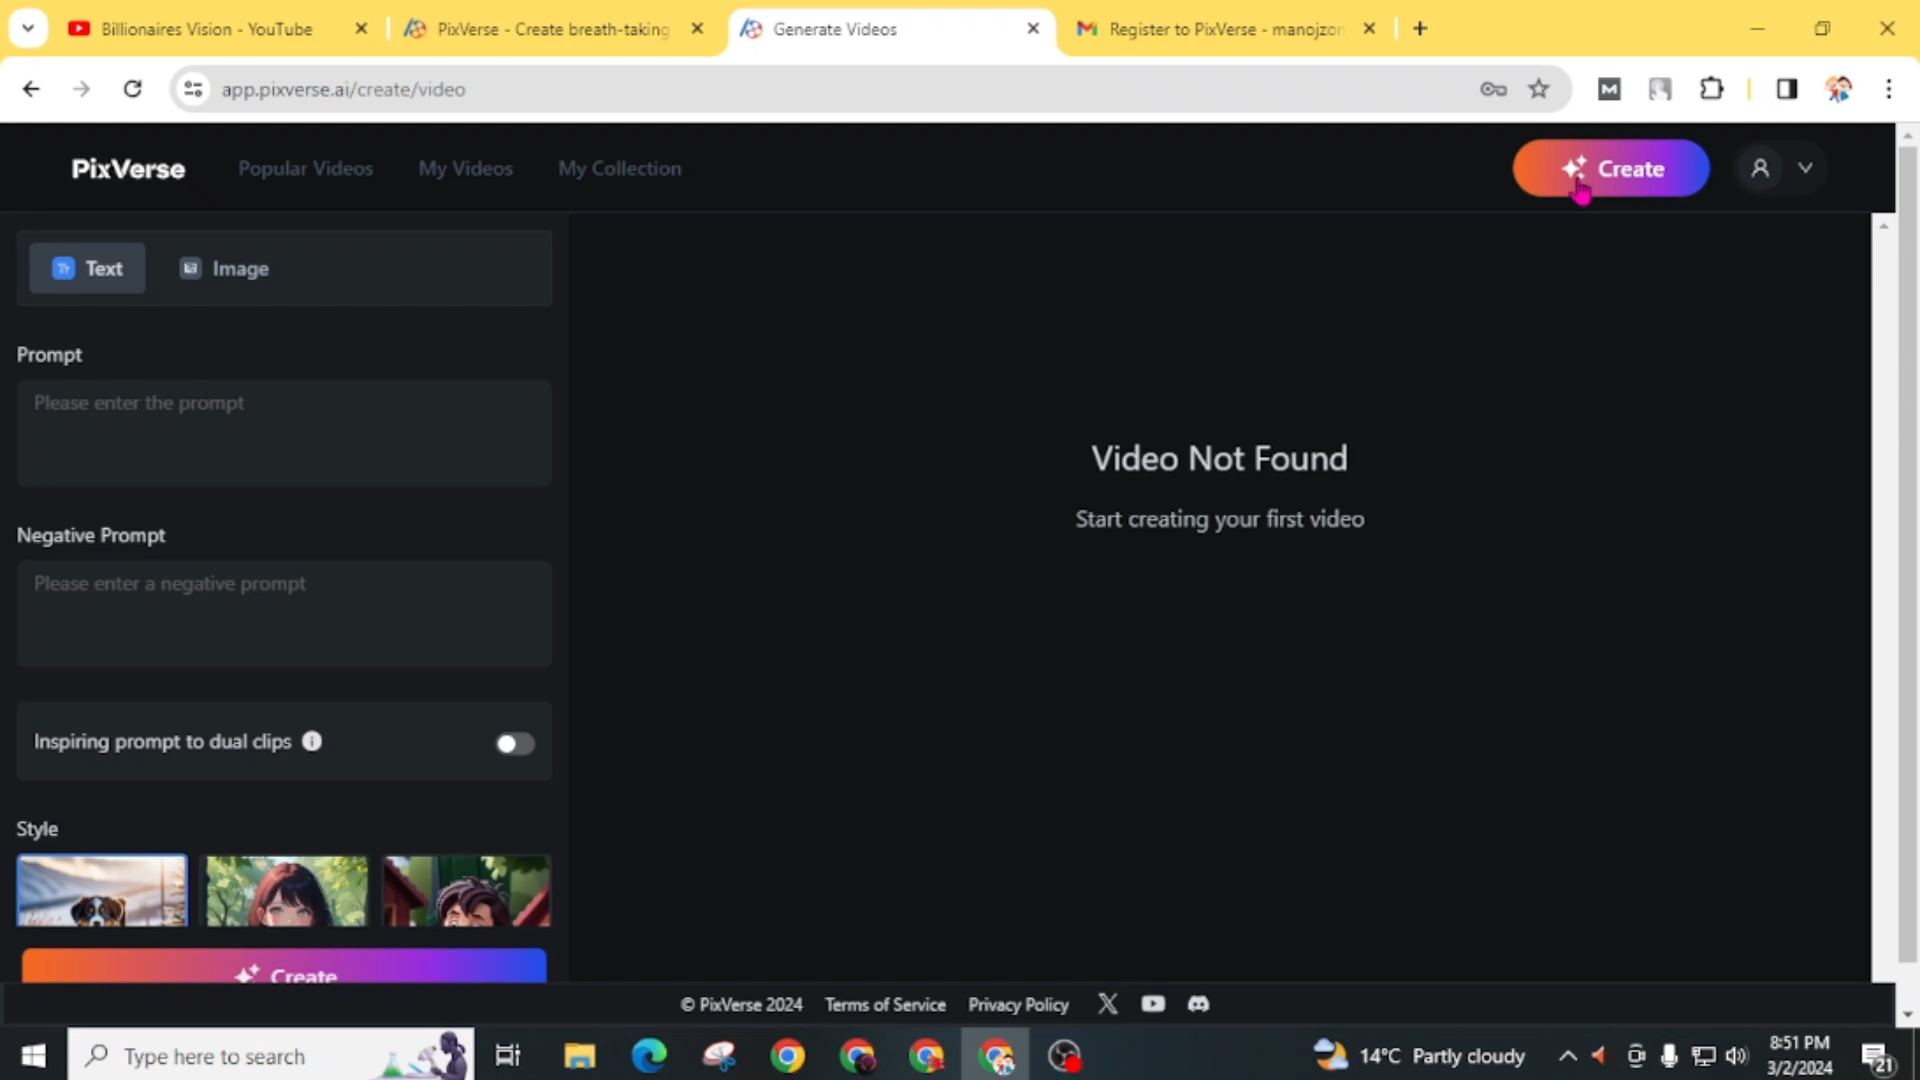 Billionaires Vision - YouTube
PixVerse - Create breath-taking
Generate Videos
Register to PixVerse - manojzon
app.pixverse.ai/create/video
PixVerse
Popular Videos
My Videos
My Collection
Create
Text
Image
Prompt
Please enter the prompt
Negative Prompt
Please enter a negative prompt
Inspiring prompt to dual clips
Style
Create
Video Not Found
Start creating your first video
© PixVerse 2024
Terms of Service
Privacy Policy
Type here to search
14°C Partly cloudy
8:51 PM
3/2/2024
21